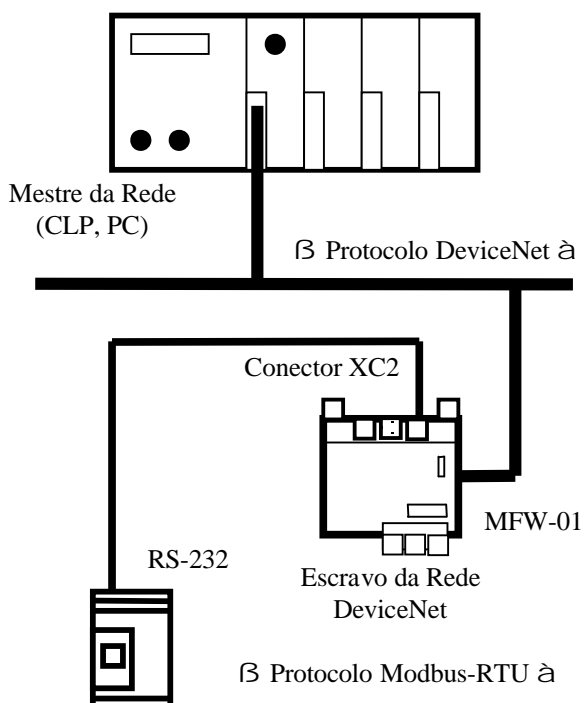 Mestre da Rede
(CLP, PC)
ß Protocolo DeviceNet à
Conector XC2
MFW-01
RS-232
Escravo da Rede
DeviceNet
ß Protocolo Modbus-RTU à